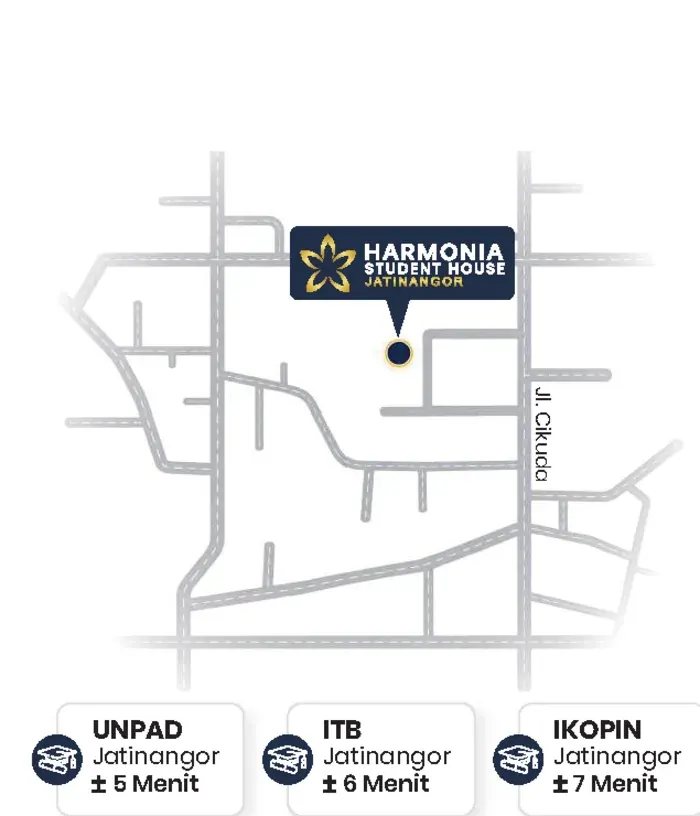 HARMONIA
STUDENT HOUSE
JATINANGOR
Jl. Cikuda
UNPAD
Jatinangor
± 5 Menit
ITB
Jatinangor
± 6 Menit
IKOPIN
Jatinangor
± 7 Menit